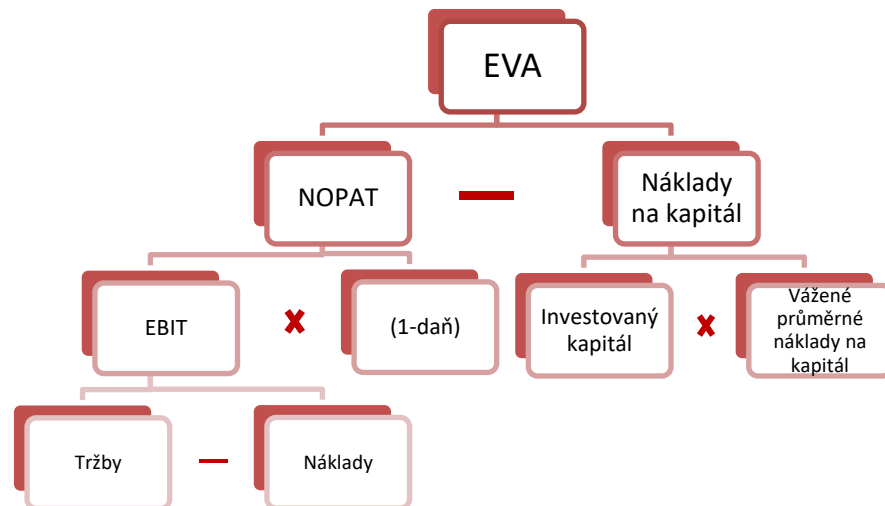 EVA
NOPAT
Náklady
na kapitál
EBIT
(1-daň)
Investovaný
kapitál
Vážené
průměrné
náklady na
kapitál
Tržby
Náklady